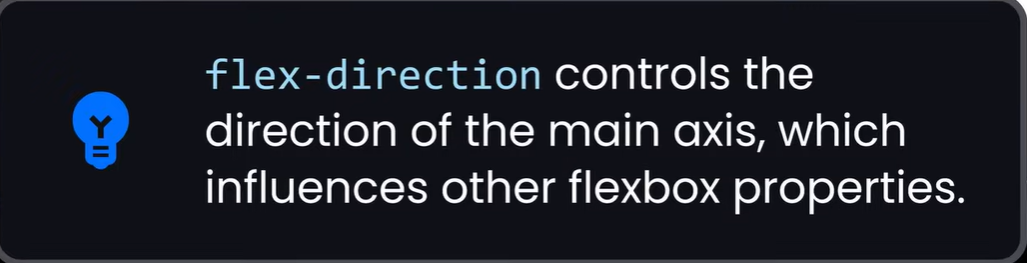 flex-direction controls the
direction of the main axis, which
influences other flexbox properties.